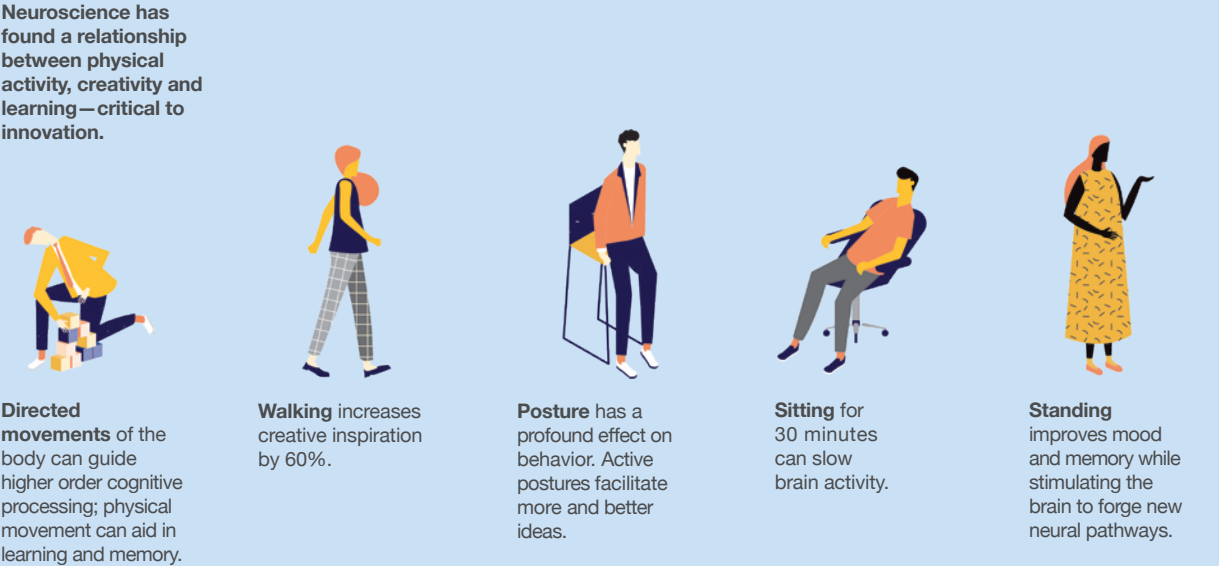 Neuroscience has
found a relationship
between physical
activity, creativity and
learning—critical to
innovation.
Directed
movements of the
body can guide
higher order cognitive
processing; physical
movement can aid in
learning and memory.
Walking increases
creative inspiration
by 60%.
Posture has a
profound effect on
behavior. Active
postures facilitate
more and better
ideas.
Sitting for
30 minutes
can slow
brain activity.
Standing
improves mood
and memory while
stimulating the
brain to forge new
neural pathways.